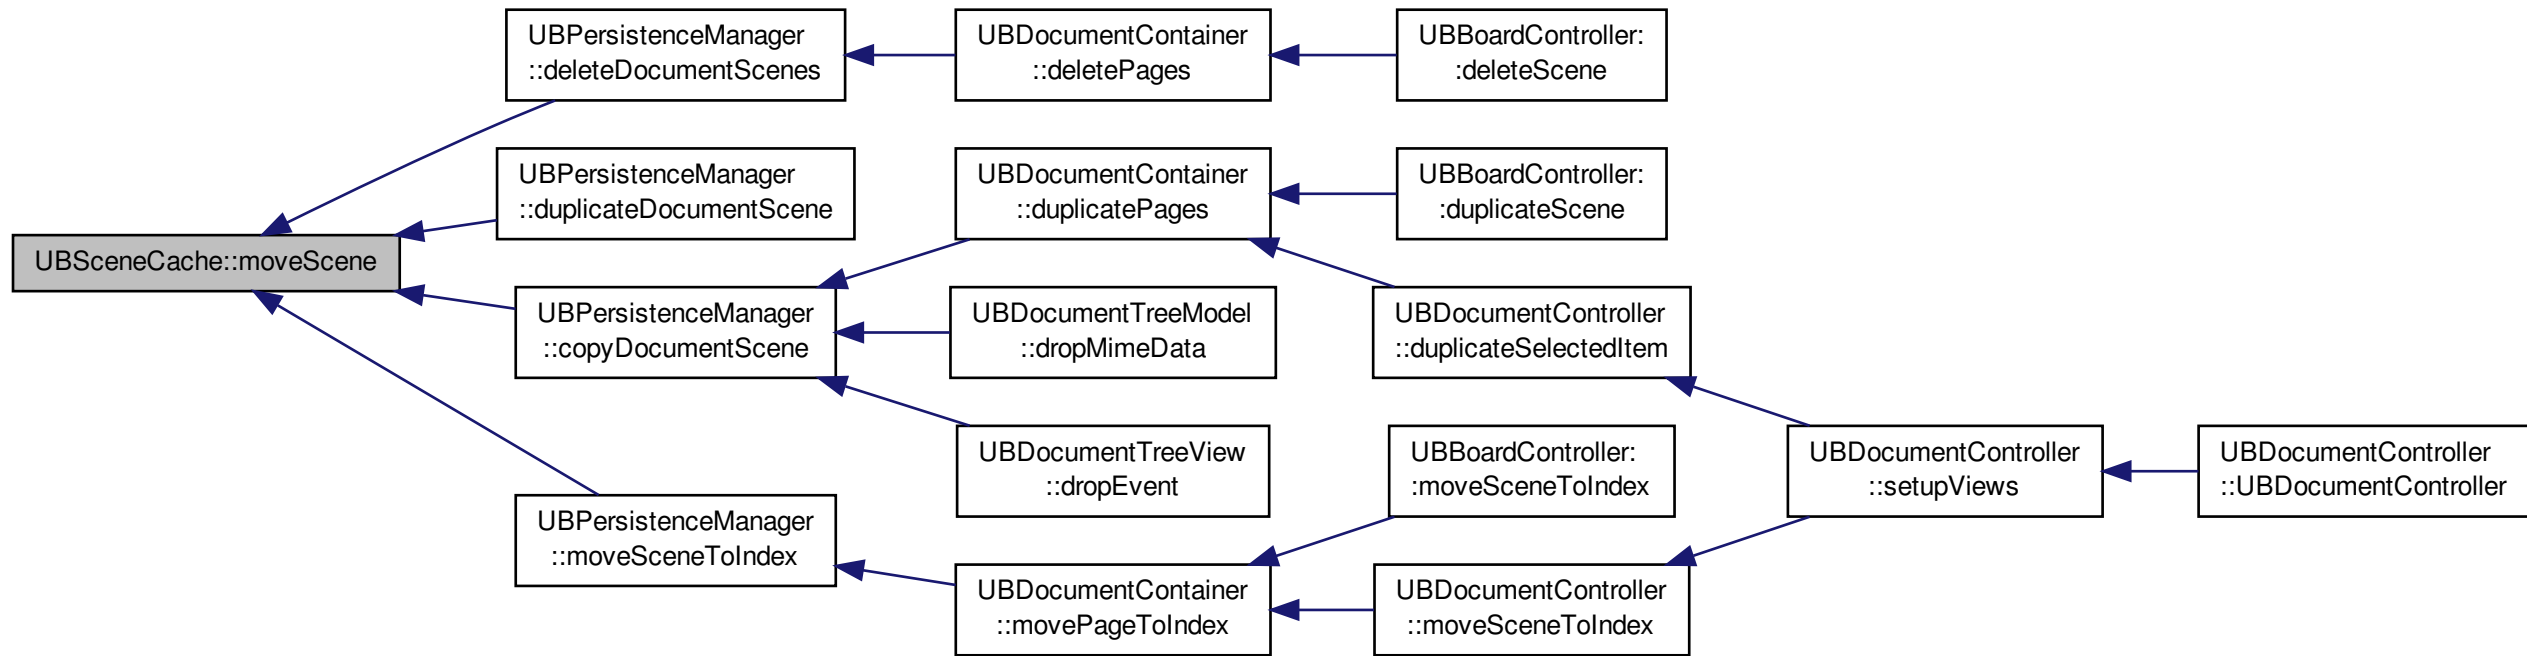 UBPersistenceManager
::deleteDocumentScenes
UBDocumentContainer
::deletePages
UBBoardController:
:deleteScene
UBPersistenceManager
::duplicateDocumentScene
UBDocumentContainer
::duplicatePages
UBBoardController:
:duplicateScene
UBSceneCache::moveScene
UBPersistenceManager
::copyDocumentScene
UBDocumentTreeModel
::dropMimeData
UBDocumentController
::duplicateSelectedItem
UBDocumentTreeView
::dropEvent
UBBoardController:
:moveSceneToIndex
UBDocumentController
::setupViews
UBDocumentController
::UBDocumentController
UBPersistenceManager
::moveSceneToIndex
UBDocumentContainer
::movePageToIndex
UBDocumentController
::moveSceneToIndex